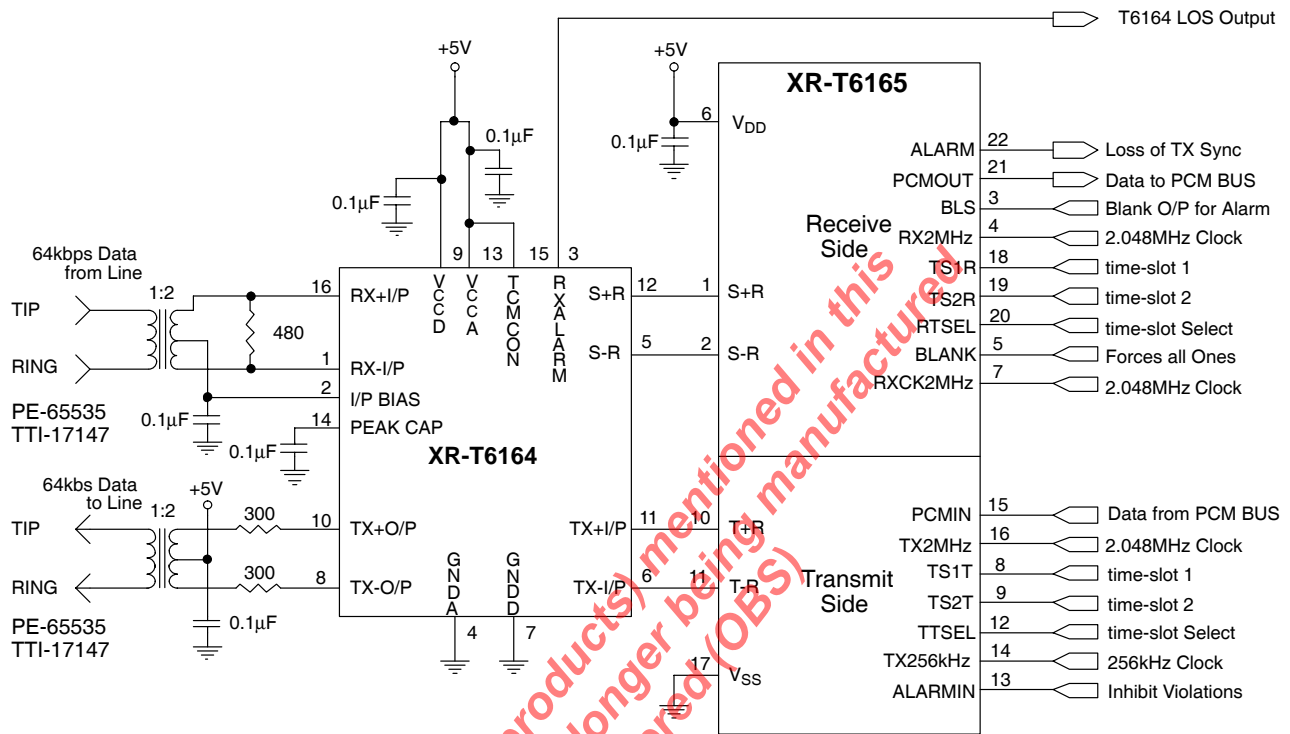 T6164 LOS Output
+5V
+5V
XR-T6165
6
VDD
0.1µF
0.1µF
0.1µF
ALARM 22 Loss of TX Sync
PCMOUT 21 Data to PCM BUS
BLS 3 Blank O/P for Alarm
RX2MHz 4 2.048MHz Clock
TS1R 18 time-slot 1
TS2R 19 time-slot 2
RTSEL 20 time-slot Select
BLANK 5 Forces all Ones
RXCK2MHz 7 2.048MHz Clock
Receive
Side
64kbps Data
from Line
1:2
TIP
RING
PE-65535
TTI-17147
480
0.1µF
0.1µF
9 13 15 3
VCCD
VCCA
TCMCON
RXALARM
16 RX+I/P
1 RX-I/P
2 I/P BIAS
14 PEAK CAP
XR-T6164
S+R 12 1 S+R
S-R 5 2 S-R
64kbs Data
to Line
1:2
+5V
TIP
RING
PE-65535
TTI-17147
300
300
0.1µF
10 TX+O/P
8 TX-O/P
GNDA
GNDD
4 7
TX+I/P 11 10 T+R
TX-I/P 6 11 T-R
Transmit
Side
17 VSS
PCMIN 15 Data from PCM BUS
TX2MHz 16 2.048MHz Clock
TS1T 8 time-slot 1
TS2T 9 time-slot 2
TTSEL 12 time-slot Select
TX256kHz 14 256kHz Clock
ALARMIN 13 Inhibit Violations
products) mentioned in this
longer being manufactured
ered (OBS)